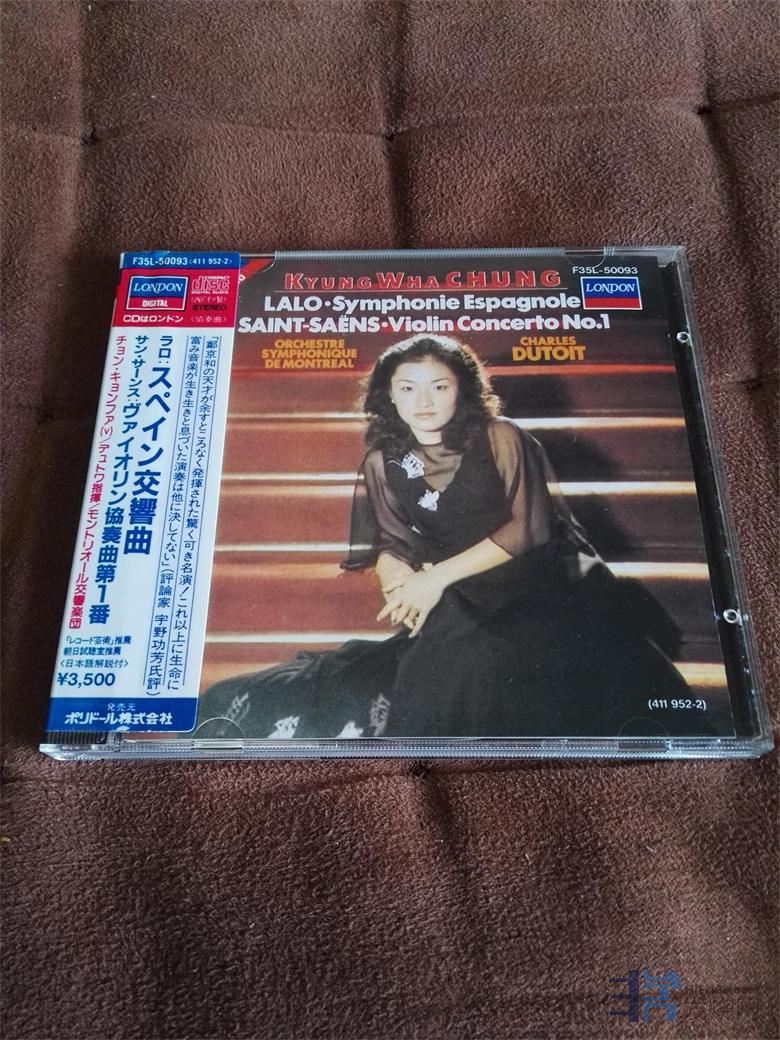 F35L-50093<411 952-2>
LONDON
DIGITAL
COMPACT
disc
DIGITAL AUDIO
〈西ドイツ製〉
STEREO
CDはロンドン
〈協奏曲〉
ラロ:スペイン交響曲
サン・サーンス:ヴァイオリン協奏曲第1番
チョン・キョンファ(v)/デュトワ指揮/モントリオール交響楽団
「鄭京和の天才が余すところなく発揮された驚く可き名演!これ以上に生命に
富み音楽が生き生きと息づいた演奏は他に決してない」(評論家 宇野功芳氏評)
「レコード芸術」推薦
朝日試聴室推薦
〈日本語解説付〉
¥3,500
発売元
ポリドール株式会社
KYUNG WHA CHUNG
F35L-50093
LALO·Symphonie Espagnole
SAINT-SAËNS·Violin Concerto No.1
LONDON
ORCHESTRE
SYMPHONIQUE
DE MONTREAL
CHARLES
DUTOIT
(411 952-2)